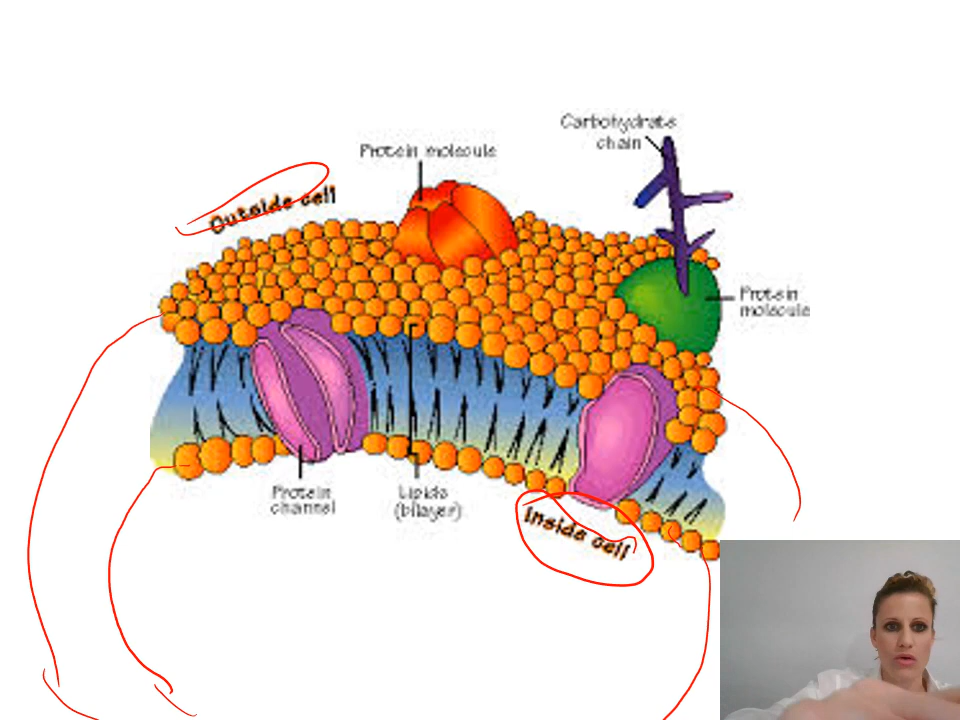 Carbohydrate
chain
Protein molecule
Outside cell
Protein
molecule
Protein
channel
Lipids
(bilayer)
Inside cell